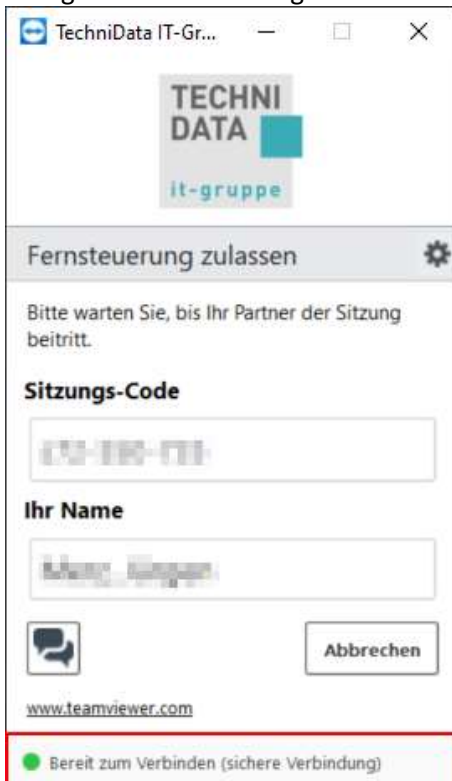 TechniData IT-Gr...
TECHNI
DATA
it-gruppe
Fernsteuerung zulassen
Bitte warten Sie, bis Ihr Partner der Sitzung
beitritt.
Sitzungs-Code
Ihr Name
Abbrechen
www.teamviewer.com
Bereit zum Verbinden (sichere Verbindung)